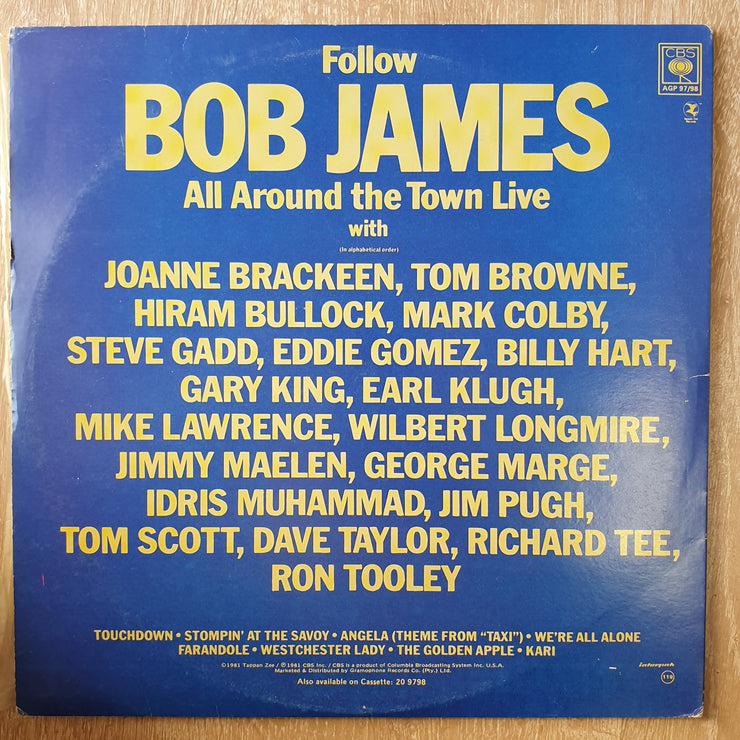 Follow
CBS
AGP 97/98
BOB JAMES
All Around the Town Live
with
(In alphabetical order)
JOANNE BRACKEEN, TOM BROWNE,
HIRAM BULLOCK, MARK COLBY,
STEVE GADD, EDDIE GOMEZ, BILLY HART,
GARY KING, EARL KLUGH,
MIKE LAWRENCE, WILBERT LONGMIRE,
JIMMY MAELEN, GEORGE MARGE,
IDRIS MUHAMMAD, JIM PUGH,
TOM SCOTT, DAVE TAYLOR, RICHARD TEE,
RON TOOLEY
TOUCHDOWN • STOMPIN' AT THE SAVOY • ANGELA (THEME FROM “TAXI”) • WE'RE ALL ALONE
FARANDOLE • WESTCHESTER LADY • THE GOLDEN APPLE • KARI
©1981 Tappan Zee / ℗1981 CBS Inc. / CBS is a product of Columbia Broadcasting System Inc. U.S.A.
Marketed & Distributed by Gramophone Records Co. (Pty.) Ltd.
Also available on Cassette: 20 9798
interpak
110